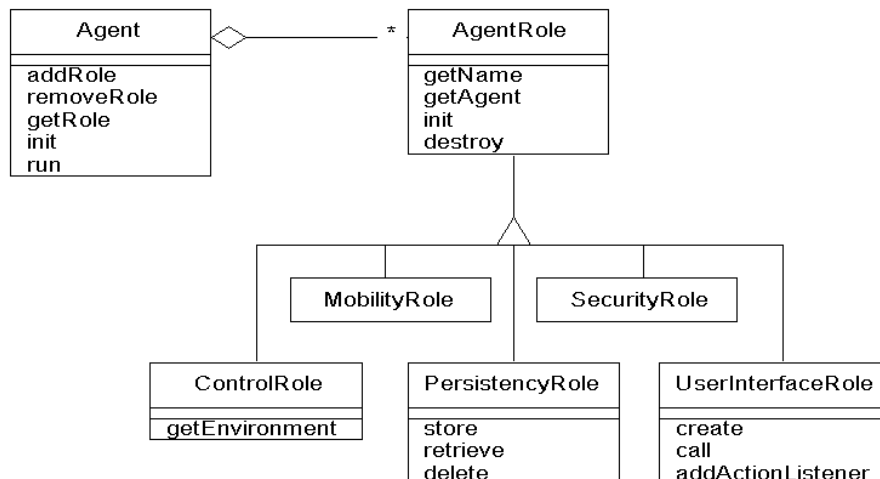 Agent
addRole
removeRole
getRole
init
run
*
AgentRole
getName
getAgent
init
destroy
MobilityRole
SecurityRole
ControlRole
getEnvironment
PersistencyRole
store
retrieve
delete
UserInterfaceRole
create
call
addActionListener